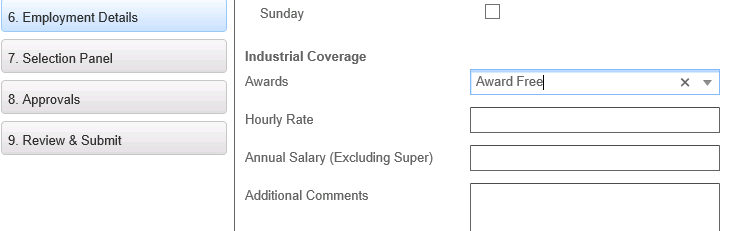 6. Employment Details
7. Selection Panel
8. Approvals
9. Review & Submit
Sunday
Industrial Coverage
Awards Award Free
Hourly Rate
Annual Salary (Excluding Super)
Additional Comments